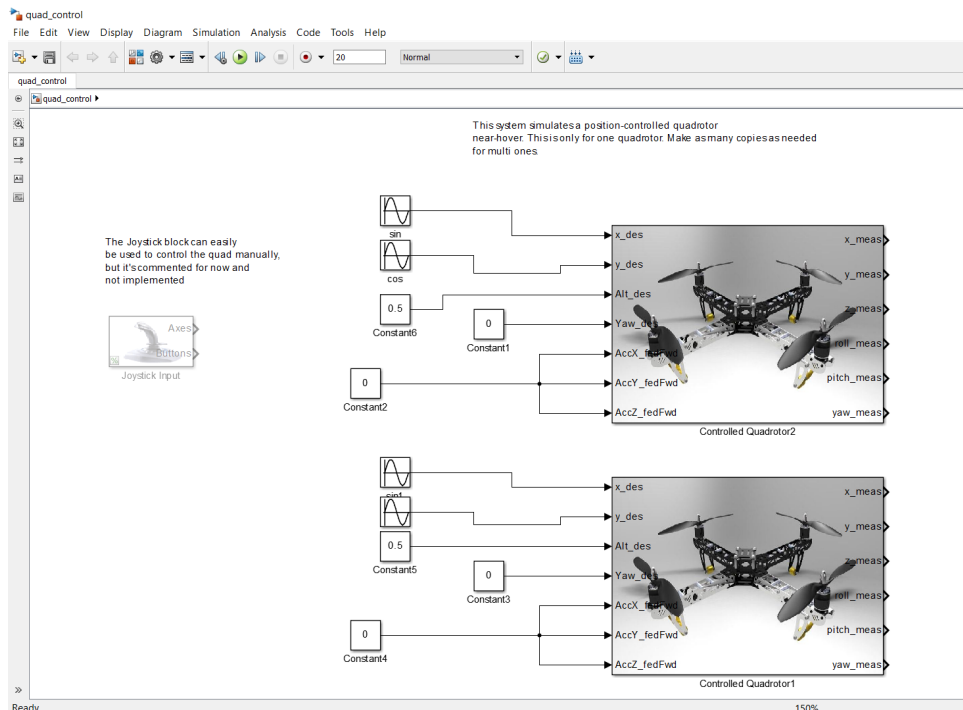 quad_control
File Edit View Display Diagram Simulation Analysis Code Tools Help
20 Normal
quad_control
quad_control
This system simulates a position-controlled quadrotor
near-hover. This is only for one quadrotor. Make as many copies as needed
for multi ones.
The Joystick block can easily
be used to control the quad manually,
but it's commented for now and
not implemented
Axes
Buttons
Joystick Input
sin
cos
0.5
Constant6
0
Constant1
0
Constant2
x_des
y_des
Alt_des
Yaw_des
AccX_fedFwd
AccY_fedFwd
AccZ_fedFwd
x_meas
y_meas
z_meas
roll_meas
pitch_meas
yaw_meas
Controlled Quadrotor2
sin1
0.5
Constant5
0
Constant3
0
Constant4
x_des
y_des
Alt_des
Yaw_des
AccX_fedFwd
AccY_fedFwd
AccZ_fedFwd
x_meas
y_meas
z_meas
roll_meas
pitch_meas
yaw_meas
Controlled Quadrotor1
Ready 150%